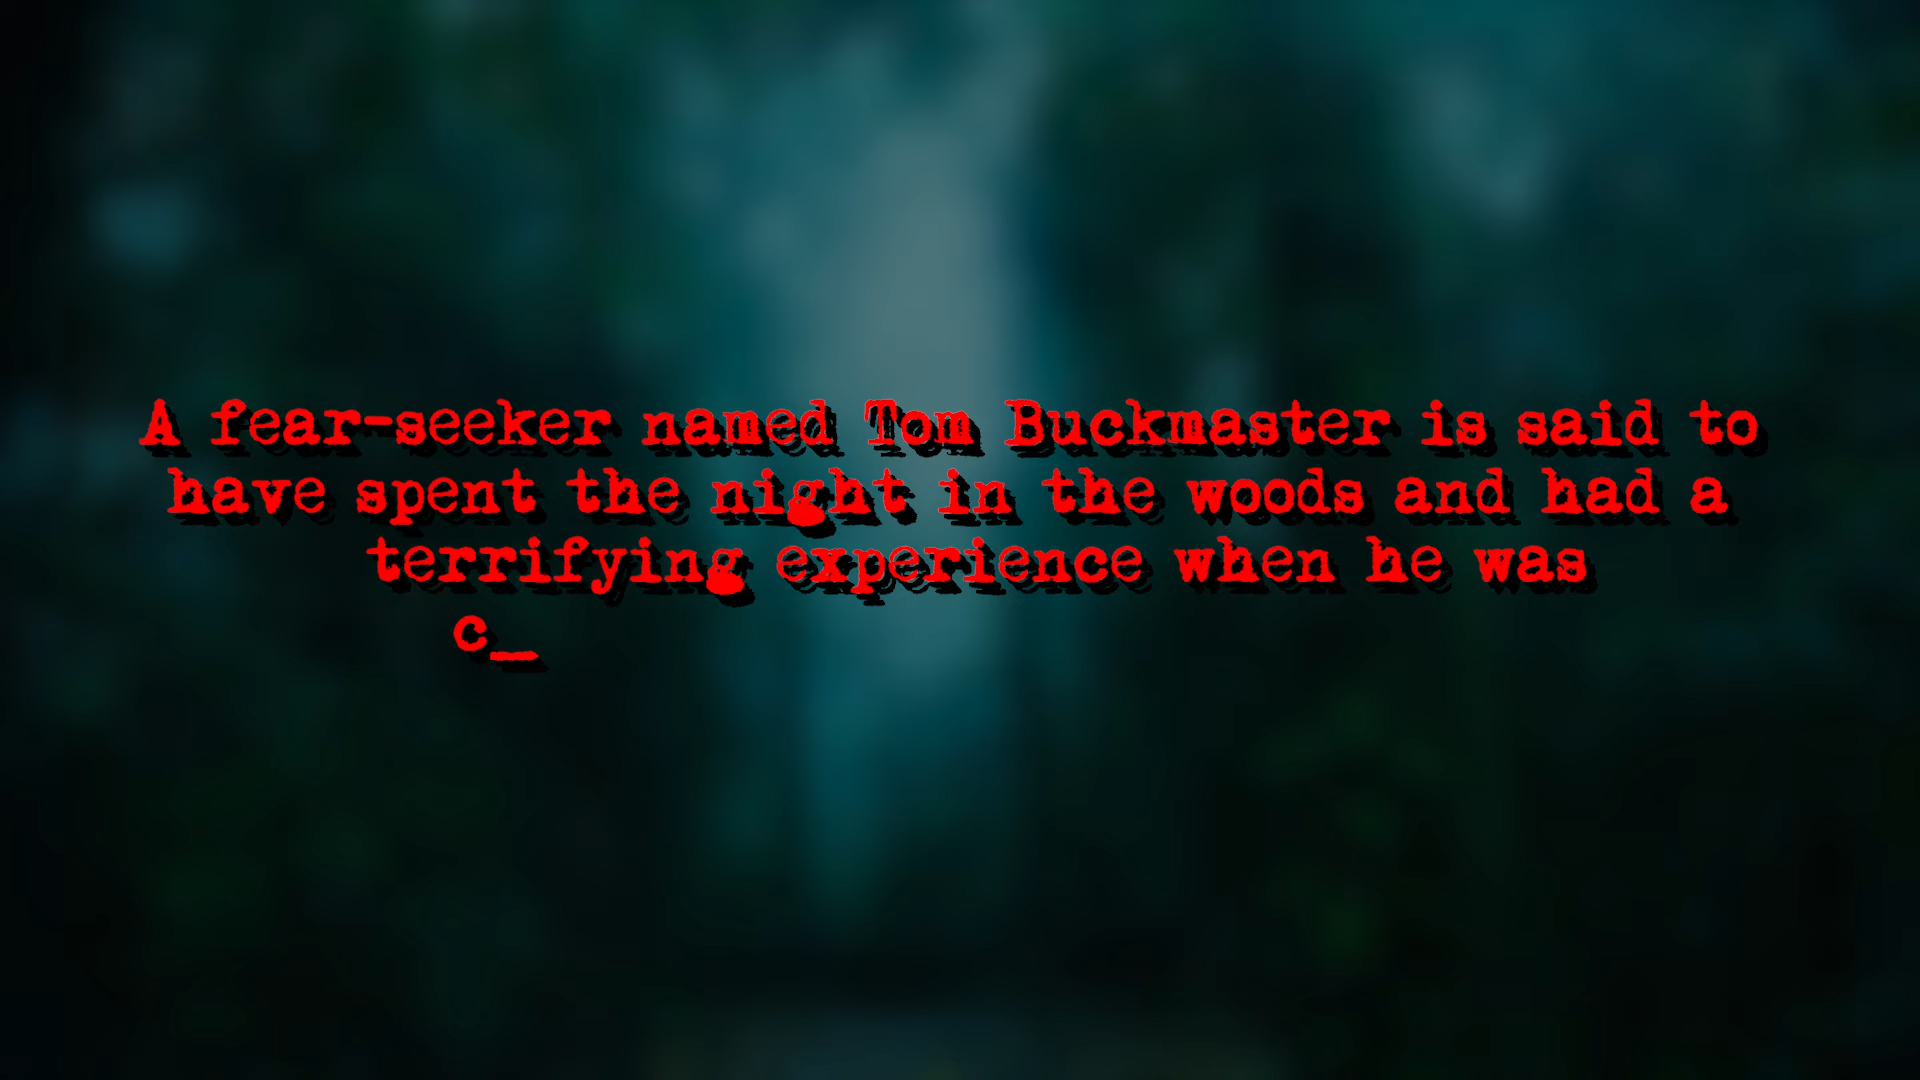 A fear-seeker named Tom Buckmaster is said to
have spent the night in the woods and had a
terrifying experience when he was
c_